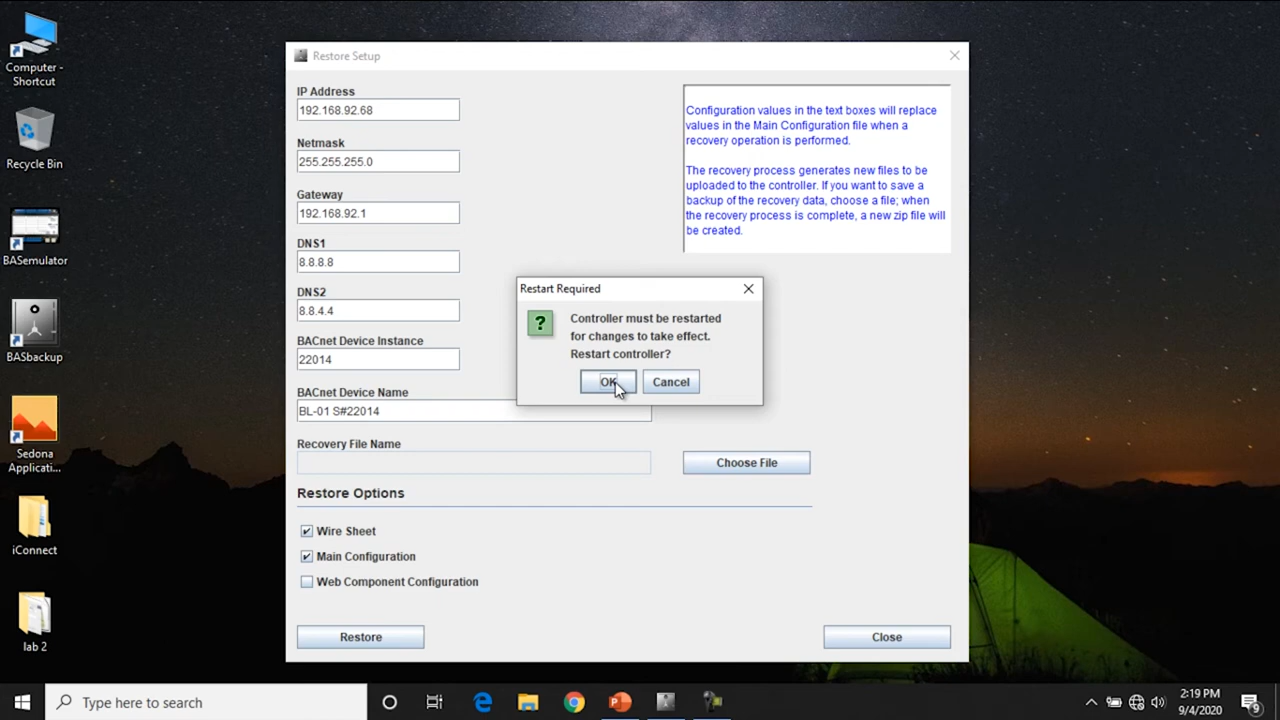 Computer -
Shortcut
Recycle Bin
BASemulator
BASbackup
Sedona
Applicati...
iConnect
lab 2
Restore Setup
IP Address
192.168.92.68
Netmask
255.255.255.0
Gateway
192.168.92.1
DNS1
8.8.8.8
DNS2
8.8.4.4
BACnet Device Instance
22014
BACnet Device Name
BL-01 S#22014
Recovery File Name
Choose File
Configuration values in the text boxes will replace
values in the Main Configuration file when a
recovery operation is performed.
The recovery process generates new files to be
uploaded to the controller. If you want to save a
backup of the recovery data, choose a file; when
the recovery process is complete, a new zip file will
be created.
Restart Required
?
Controller must be restarted
for changes to take effect.
Restart controller?
OK
Cancel
Restore Options
Wire Sheet
Main Configuration
Web Component Configuration
Restore
Close
Type here to search
2:19 PM
9/4/2020
9